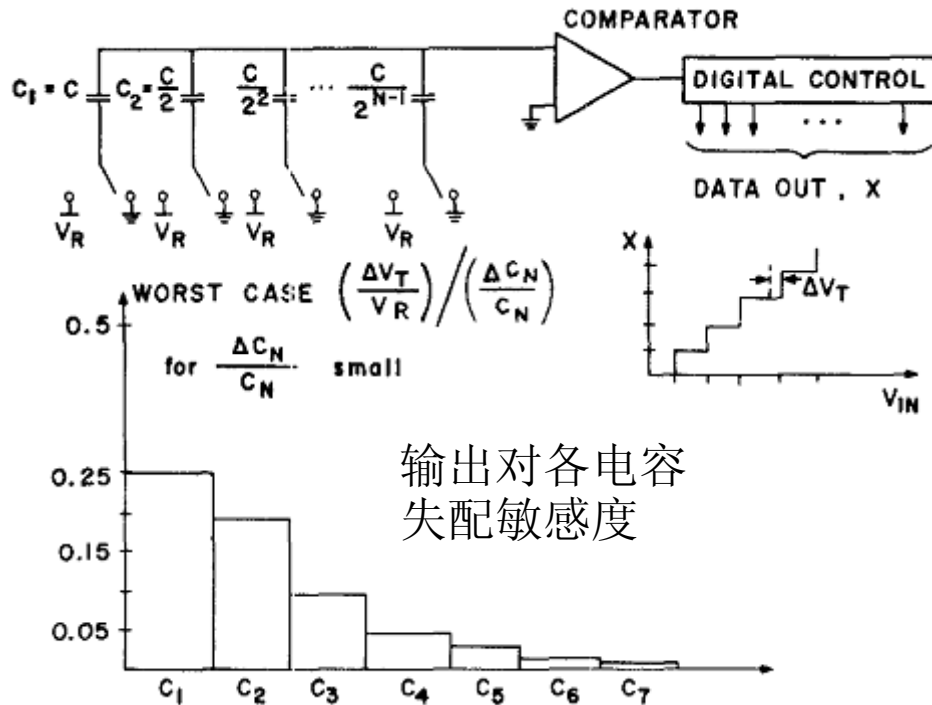 COMPARATOR
C₁ = C C₂ = C/2 C/2² ... C/2^(N-1)
DIGITAL CONTROL
...
DATA OUT, X
V_R V_R V_R V_R
X
ΔV_T
V_IN
WORST CASE (ΔV_T/V_R)/(ΔC_N/C_N)
for ΔC_N/C_N small
输出对各电容
失配敏感度
0.5
0.25
0.15
0.05
C₁ C₂ C₃ C₄ C₅ C₆ C₇